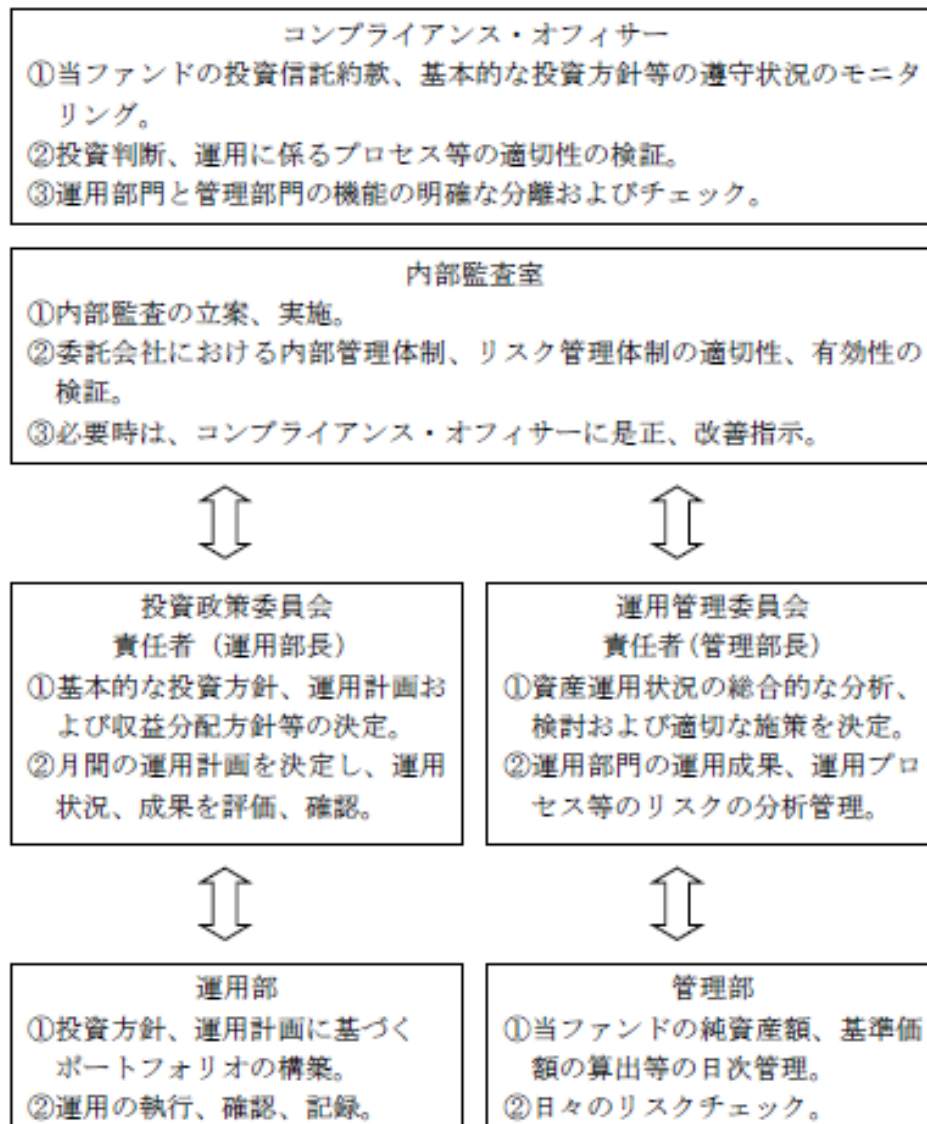 コンプライアンス・オフィサー
①当ファンドの投資信託約款、基本的な投資方針等の遵守状況のモニタ
リング。
②投資判断、運用に係るプロセス等の適切性の検証。
③運用部門と管理部門の機能の明確な分離およびチェック。
内部監査室
①内部監査の立案、実施。
②委託会社における内部管理体制、リスク管理体制の適切性、有効性の
検証。
③必要時は、コンプライアンス・オフィサーに是正、改善指示。
投資政策委員会
責任者（運用部長）
①基本的な投資方針、運用計画お
よび収益分配方針等の決定。
②月間の運用計画を決定し、運用
状況、成果を評価、確認。
運用管理委員会
責任者(管理部長)
①資産運用状況の総合的な分析、
検討および適切な施策を決定。
②運用部門の運用成果、運用プロ
セス等のリスクの分析管理。
運用部
①投資方針、運用計画に基づく
ポートフォリオの構築。
②運用の執行、確認、記録。
管理部
①当ファンドの純資産額、基準価
額の算出等の日次管理。
②日々のリスクチェック。